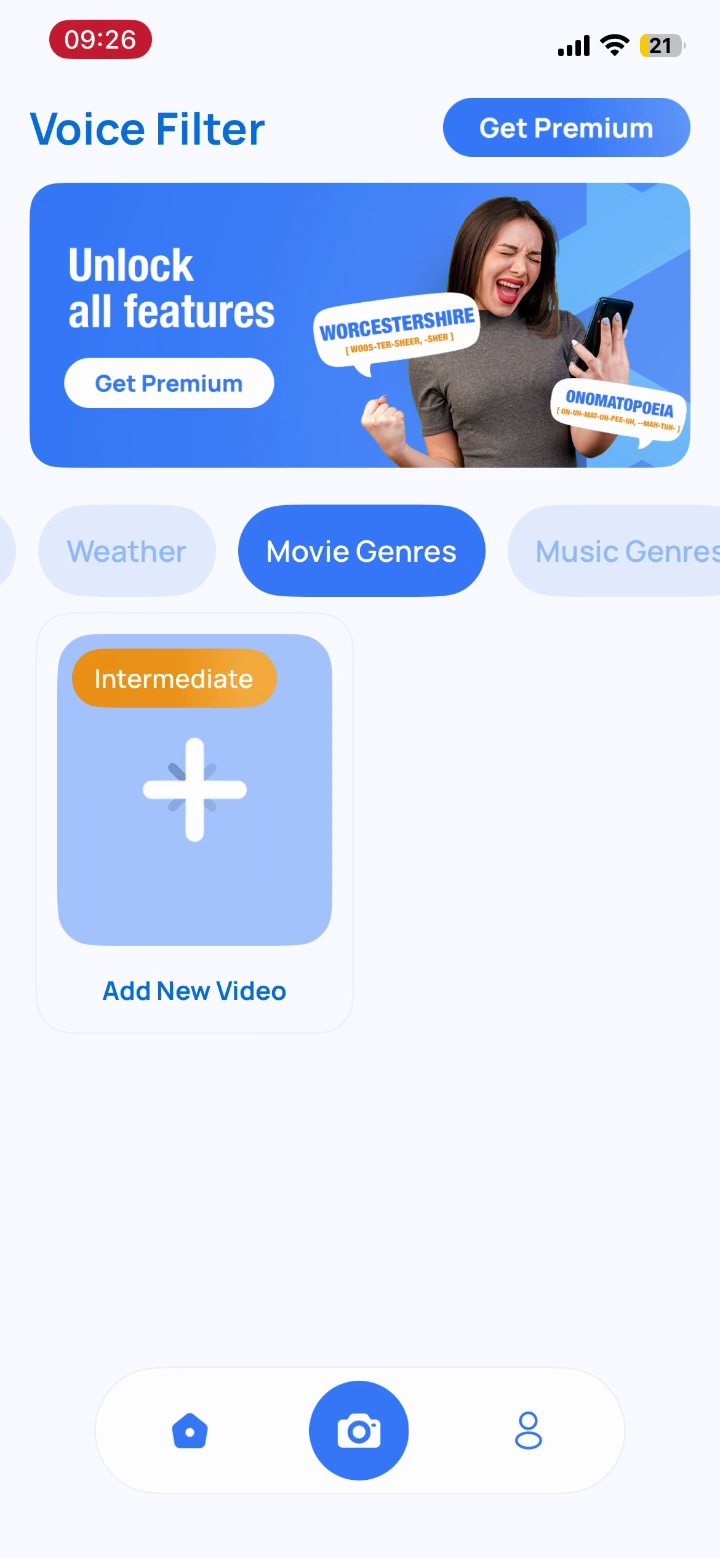 09:26
21
Voice Filter
Get Premium
Unlock
all features
Get Premium
WORCESTERSHIRE
[ WOOS-TER-SHEER, -SHER ]
ONOMATOPOEIA
[ ON-UH-MAT-UH-PEE-UH, --MAH-TUH- ]
Weather
Movie Genres
Music Genres
Intermediate
Add New Video